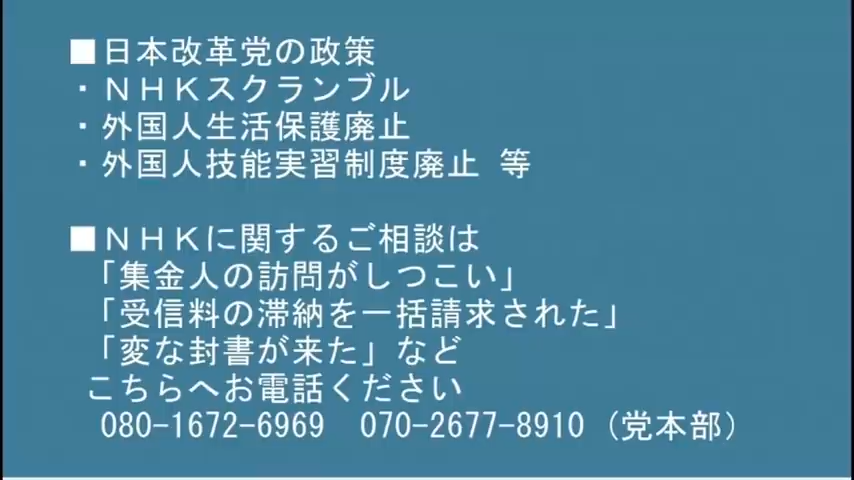 ■日本改革党の政策
・ＮＨＫスクランブル
・外国人生活保護廃止
・外国人技能実習制度廃止 等
■ＮＨＫに関するご相談は
「集金人の訪問がしつこい」
「受信料の滞納を一括請求された」
「変な封書が来た」など
こちらへお電話ください
080-1672-6969　070-2677-8910（党本部）